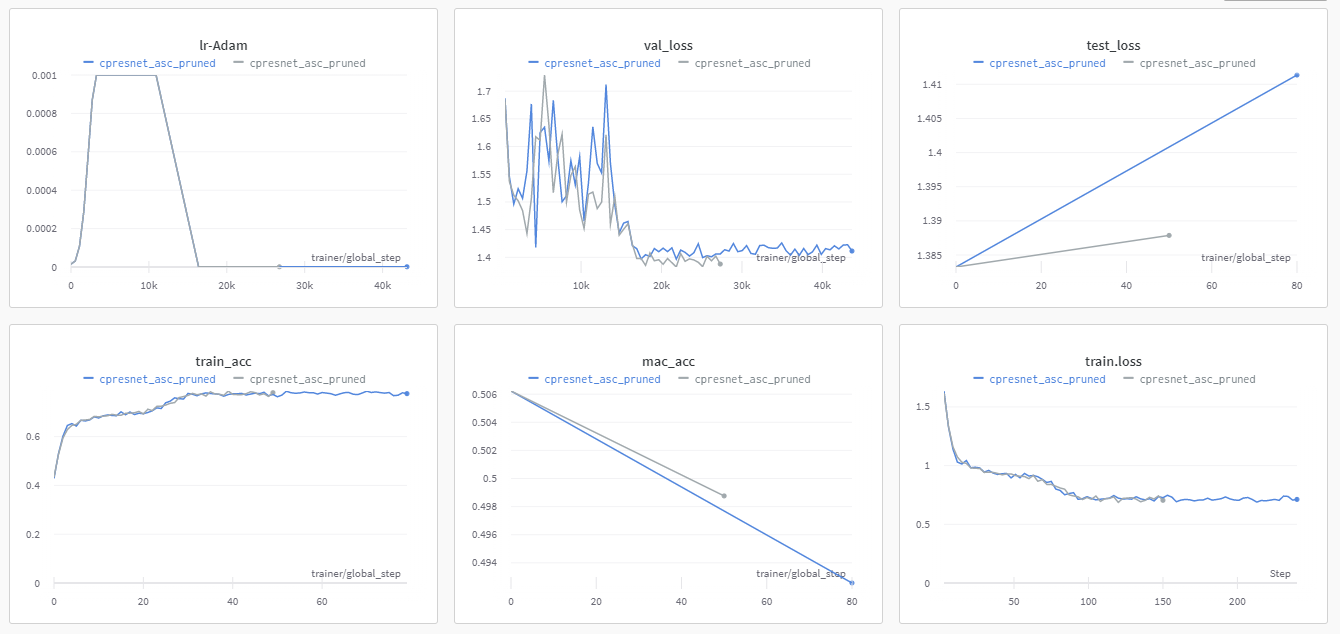 lr-Adam
cpresnet_asc_pruned cpresnet_asc_pruned
0.001
0.0008
0.0006
0.0004
0.0002
0
trainer/global_step
0 10k 20k 30k 40k
val_loss
cpresnet_asc_pruned cpresnet_asc_pruned
1.7
1.65
1.6
1.55
1.5
1.45
1.4
trainer/global_step
10k 20k 30k 40k
test_loss
cpresnet_asc_pruned cpresnet_asc_pruned
1.41
1.405
1.4
1.395
1.39
1.385
trainer/global_step
0 20 40 60 80
train_acc
cpresnet_asc_pruned cpresnet_asc_pruned
0.6
0.4
0.2
0
trainer/global_step
0 20 40 60
mac_acc
cpresnet_asc_pruned cpresnet_asc_pruned
0.506
0.504
0.502
0.5
0.498
0.496
0.494
trainer/global_step
0 20 40 60 80
train.loss
cpresnet_asc_pruned cpresnet_asc_pruned
1.5
1
0.5
0
Step
50 100 150 200